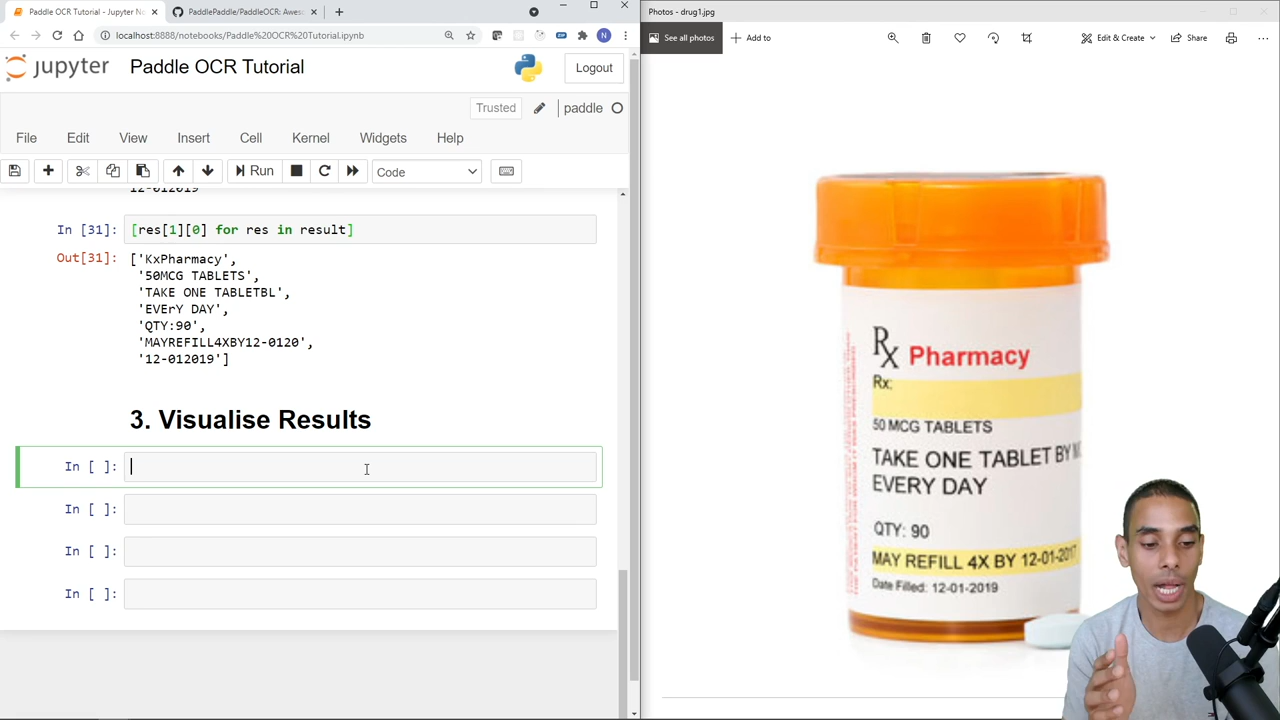 Paddle OCR Tutorial - Jupyter No
PaddlePaddle/PaddleOCR: Aweso
localhost:8888/notebooks/Paddle%20OCR%20Tutorial.ipynb
jupyter Paddle OCR Tutorial
Logout
Trusted
paddle
File Edit View Insert Cell Kernel Widgets Help
Run
Code
12-012019
In [31]: [res[1][0] for res in result]
Out[31]: ['KxPharmacy',
'50MCG TABLETS',
'TAKE ONE TABLETBL',
'EVErY DAY',
'QTY:90',
'MAYREFILL4XBY12-0120',
'12-012019']
3. Visualise Results
In [ ]:
In [ ]:
In [ ]:
In [ ]:
Photos - drug1.jpg
See all photos
Add to
Edit & Create
Share
Rx Pharmacy
Rx:
50 MCG TABLETS
TAKE ONE TABLET BY
EVERY DAY
QTY: 90
MAY REFILL 4X BY 12-01-2017
Date Filled: 12-01-2019